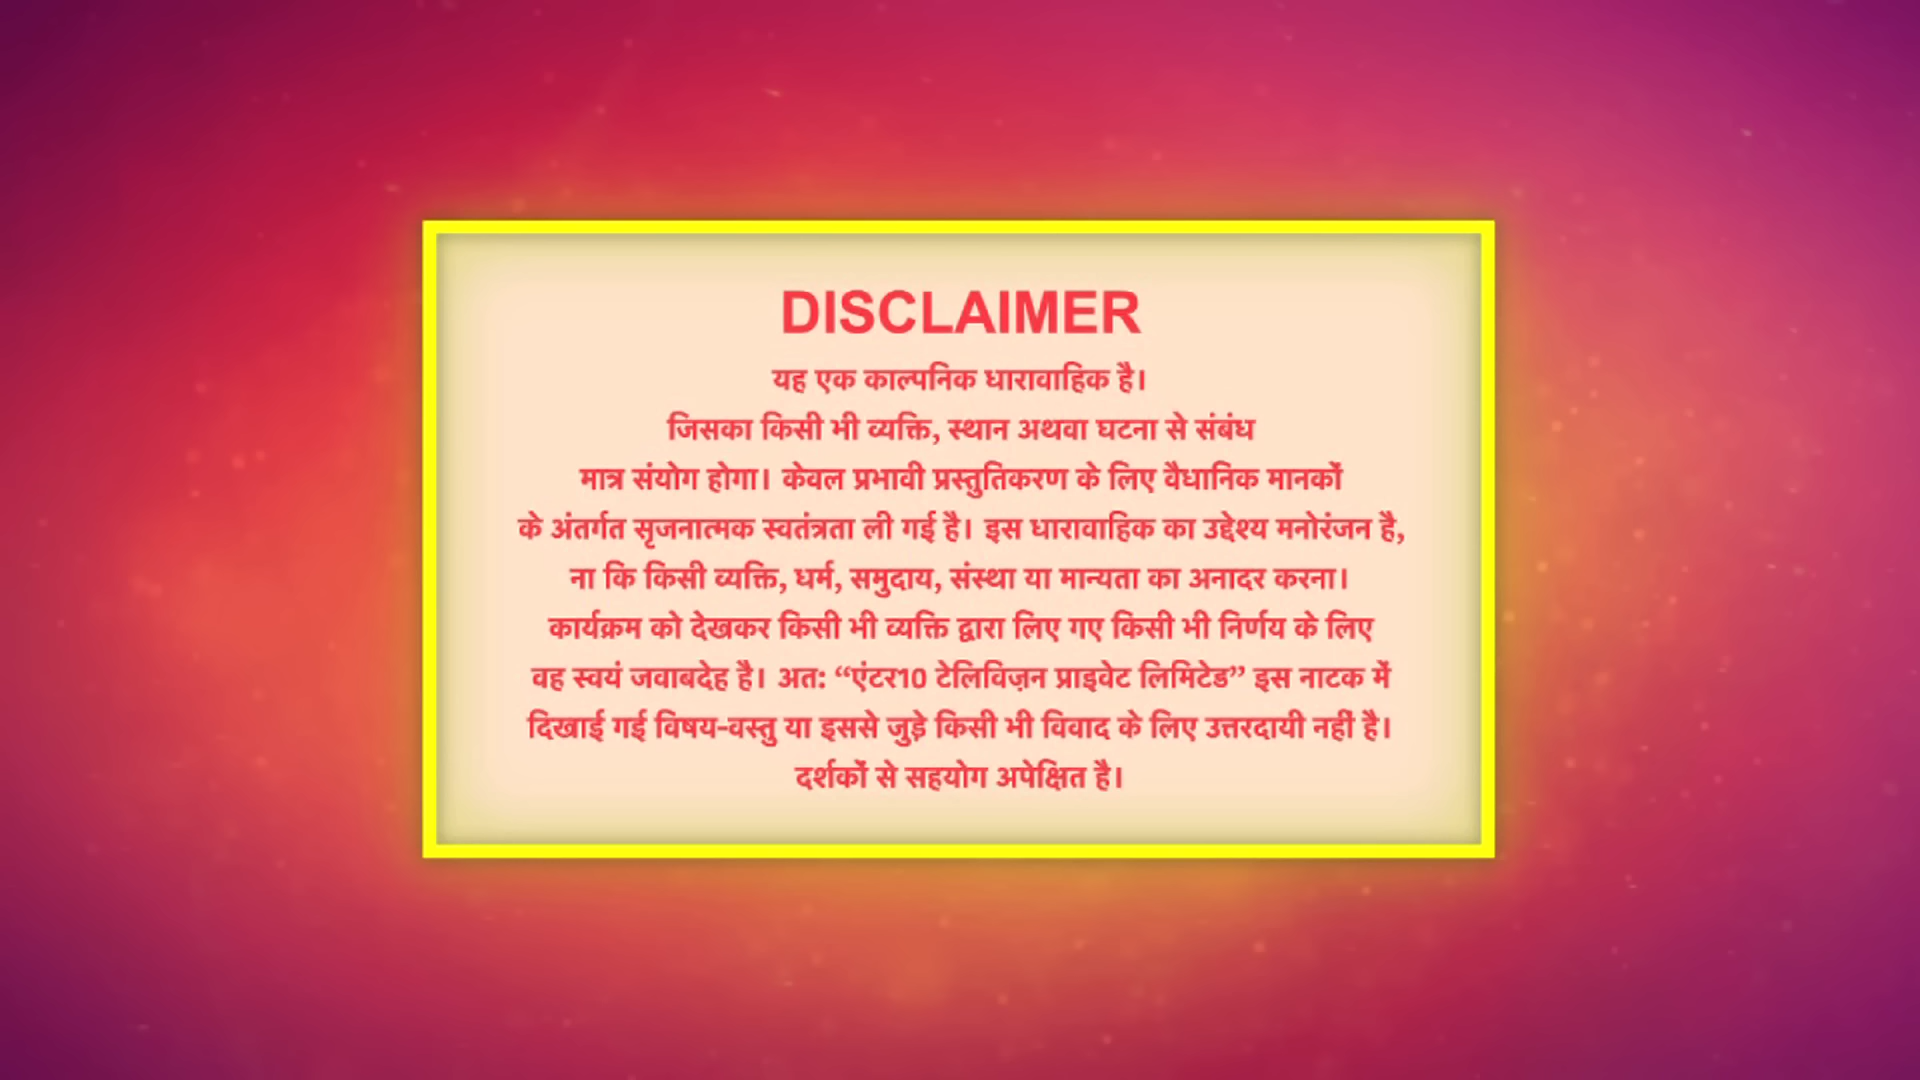 DISCLAIMER
यह एक काल्पनिक धारावाहिक है।
जिसका किसी भी व्यक्ति, स्थान अथवा घटना से संबंध
मात्र संयोग होगा। केवल प्रभावी प्रस्तुतिकरण के लिए वैधानिक मानकों
के अंतर्गत सृजनात्मक स्वतंत्रता ली गई है। इस धारावाहिक का उद्देश्य मनोरंजन है,
ना कि किसी व्यक्ति, धर्म, समुदाय, संस्था या मान्यता का अनादर करना।
कार्यक्रम को देखकर किसी भी व्यक्ति द्वारा लिए गए किसी भी निर्णय के लिए
वह स्वयं जवाबदेह है। अत: “एंटर10 टेलिविज़न प्राइवेट लिमिटेड” इस नाटक में
दिखाई गई विषय-वस्तु या इससे जुड़े किसी भी विवाद के लिए उत्तरदायी नहीं है।
दर्शकों से सहयोग अपेक्षित है।